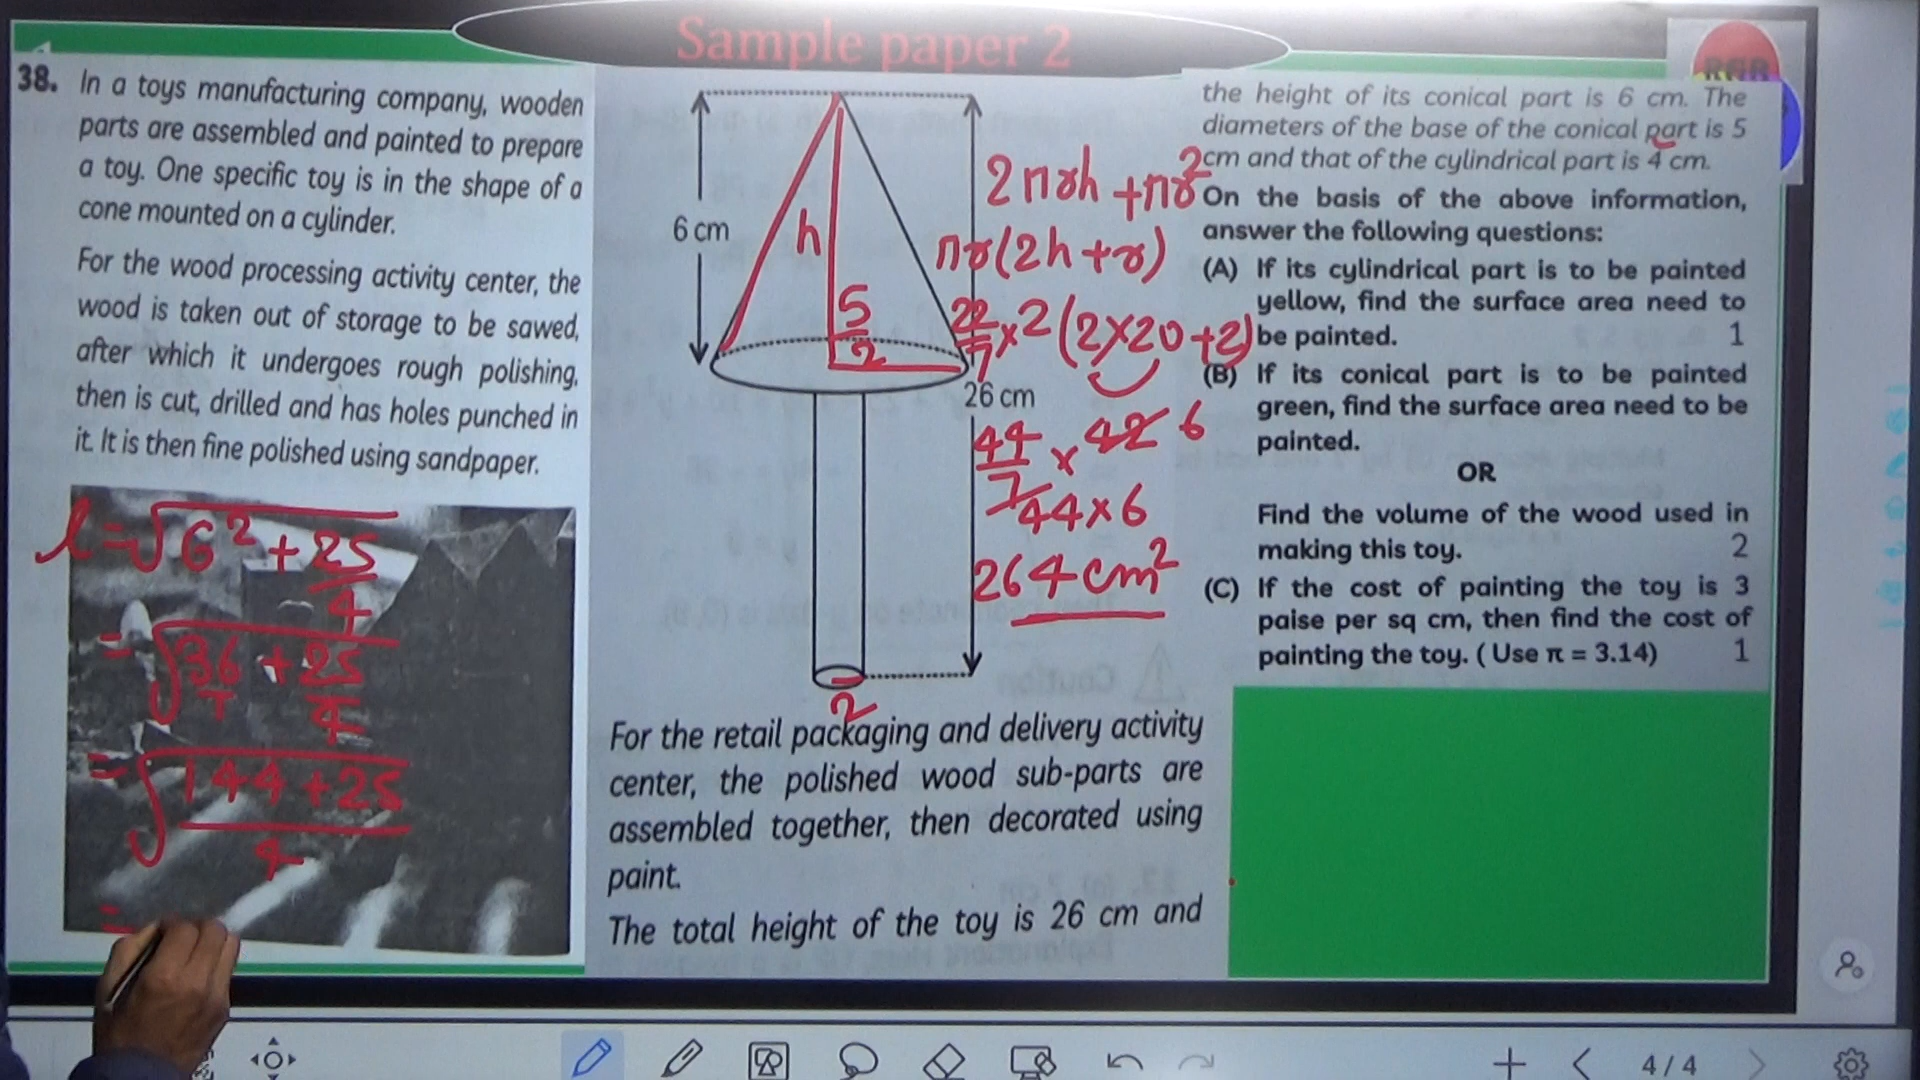 Sample paper 2
38. In a toys manufacturing company, wooden
parts are assembled and painted to prepare
a toy. One specific toy is in the shape of a
cone mounted on a cylinder.
For the wood processing activity center, the
wood is taken out of storage to be sawed,
after which it undergoes rough polishing,
then is cut, drilled and has holes punched in
it. It is then fine polished using sandpaper.
l = √6² + 25/4
= √36 + 25/4
= √144 + 25/4
=
6 cm
h
5/2
26 cm
2
2πrh + πr²
πr(2h + r)
22/7 × 2 (2×20 + 2)
44/7 × 42 6
44 × 6
264 cm²
For the retail packaging and delivery activity
center, the polished wood sub-parts are
assembled together, then decorated using
paint.
The total height of the toy is 26 cm and
the height of its conical part is 6 cm. The
diameters of the base of the conical part is 5
cm and that of the cylindrical part is 4 cm.
On the basis of the above information,
answer the following questions:
(A) If its cylindrical part is to be painted
yellow, find the surface area need to
be painted. 1
(B) If its conical part is to be painted
green, find the surface area need to be
painted.
OR
Find the volume of the wood used in
making this toy. 2
(C) If the cost of painting the toy is 3
paise per sq cm, then find the cost of
painting the toy. ( Use π = 3.14) 1
4 / 4